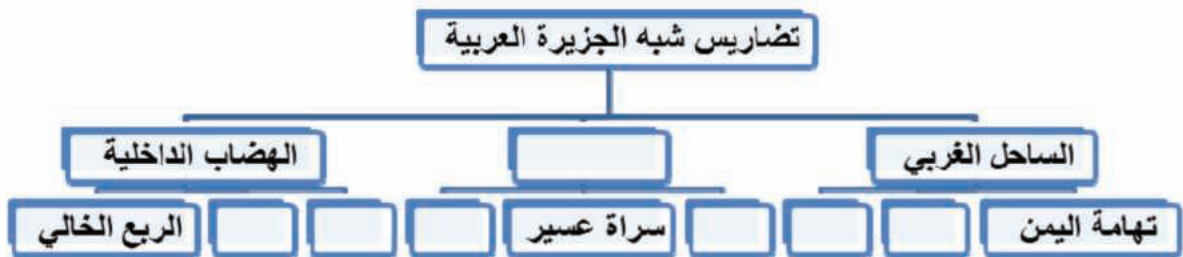 تضاريس شبه الجزيرة العربية
الساحل الغربي
الهضاب الداخلية
تهامة اليمن
سراة عسير
الربع الخالي